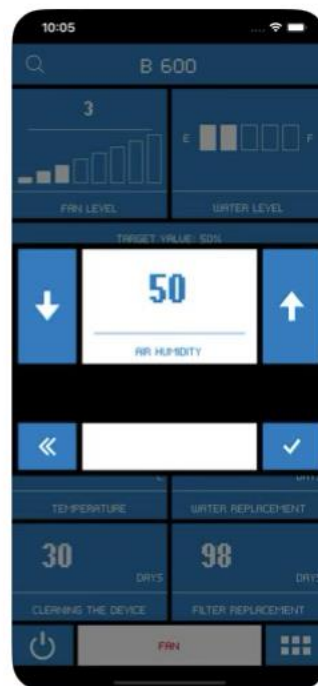 10:05
B 600
3
E F
FAN LEVEL
WATER LEVEL
TARGET VALUE: 50%
50
AIR HUMIDITY
TEMPERATURE
WATER REPLACEMENT
30
DAYS
98
DAYS
CLEANING THE DEVICE
FILTER REPLACEMENT
FAN